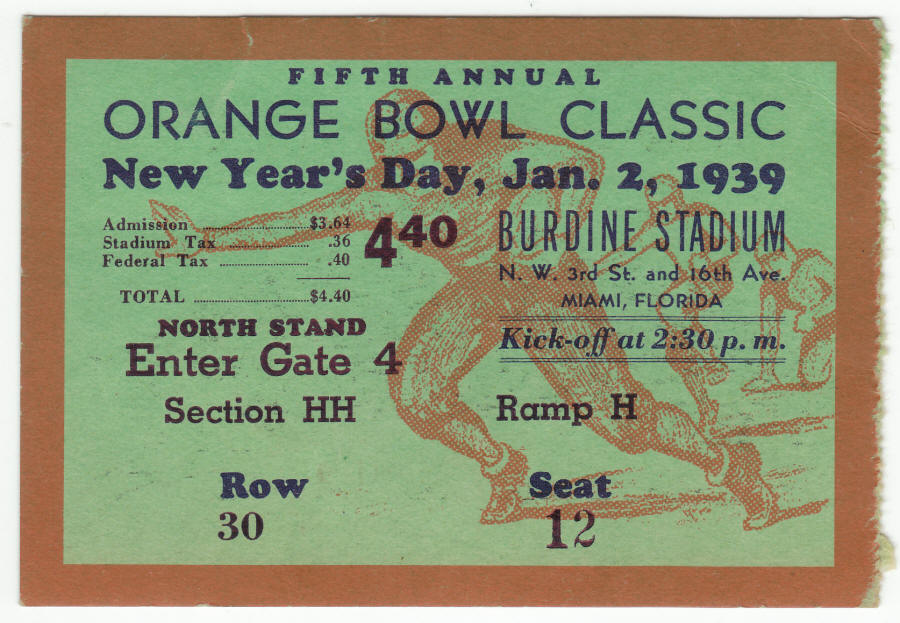 FIFTH ANNUAL
ORANGE BOWL CLASSIC
New Year's Day, Jan. 2, 1939
Admission ........................ $3.64
Stadium Tax .................... .36
Federal Tax ...................... .40
TOTAL ........................... $4.40
4.40
BURDINE STADIUM
N. W. 3rd St. and 16th Ave.
MIAMI, FLORIDA
Kick-off at 2:30 p. m.
NORTH STAND
Enter Gate 4
Section HH
Ramp H
Row
30
Seat
12